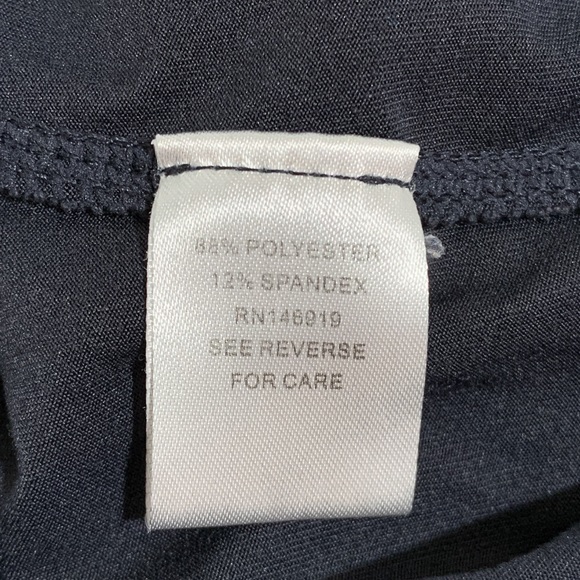 88% POLYESTER
12% SPANDEX
RN146919
SEE REVERSE
FOR CARE